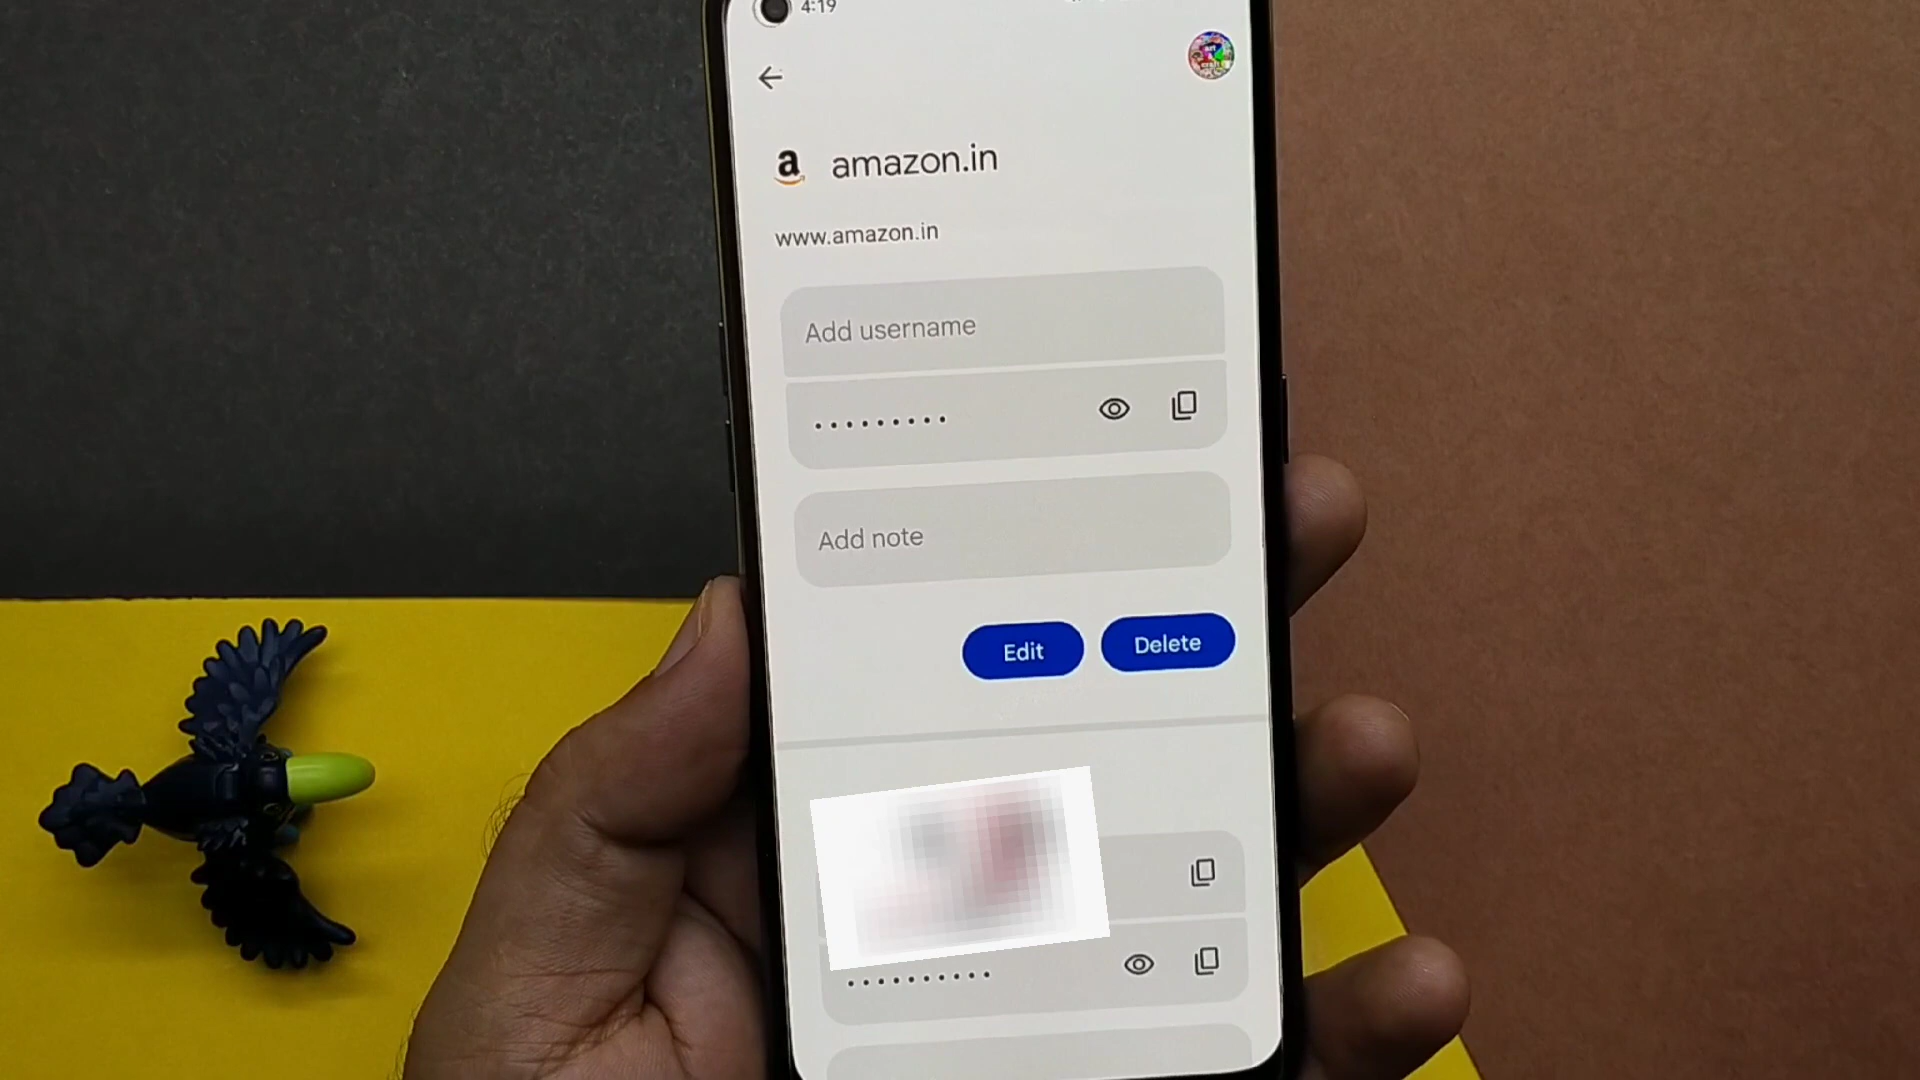 4:19
a amazon.in
www.amazon.in
Add username
•••••••••
Add note
Edit Delete
••••••••••